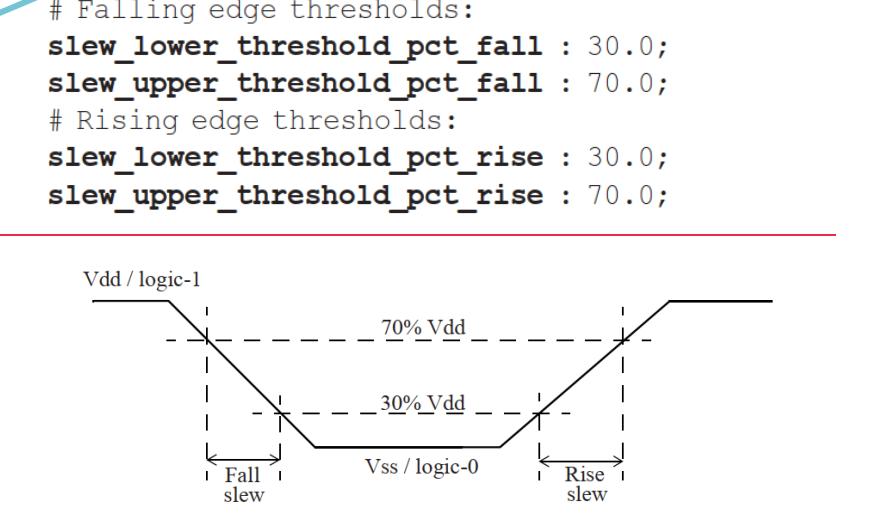 # Falling edge thresholds:
slew_lower_threshold_pct_fall : 30.0;
slew_upper_threshold_pct_fall : 70.0;
# Rising edge thresholds:
slew_lower_threshold_pct_rise : 30.0;
slew_upper_threshold_pct_rise : 70.0;
Vdd / logic-1
70% Vdd
30% Vdd
Vss / logic-0
Fall
slew
Rise
slew